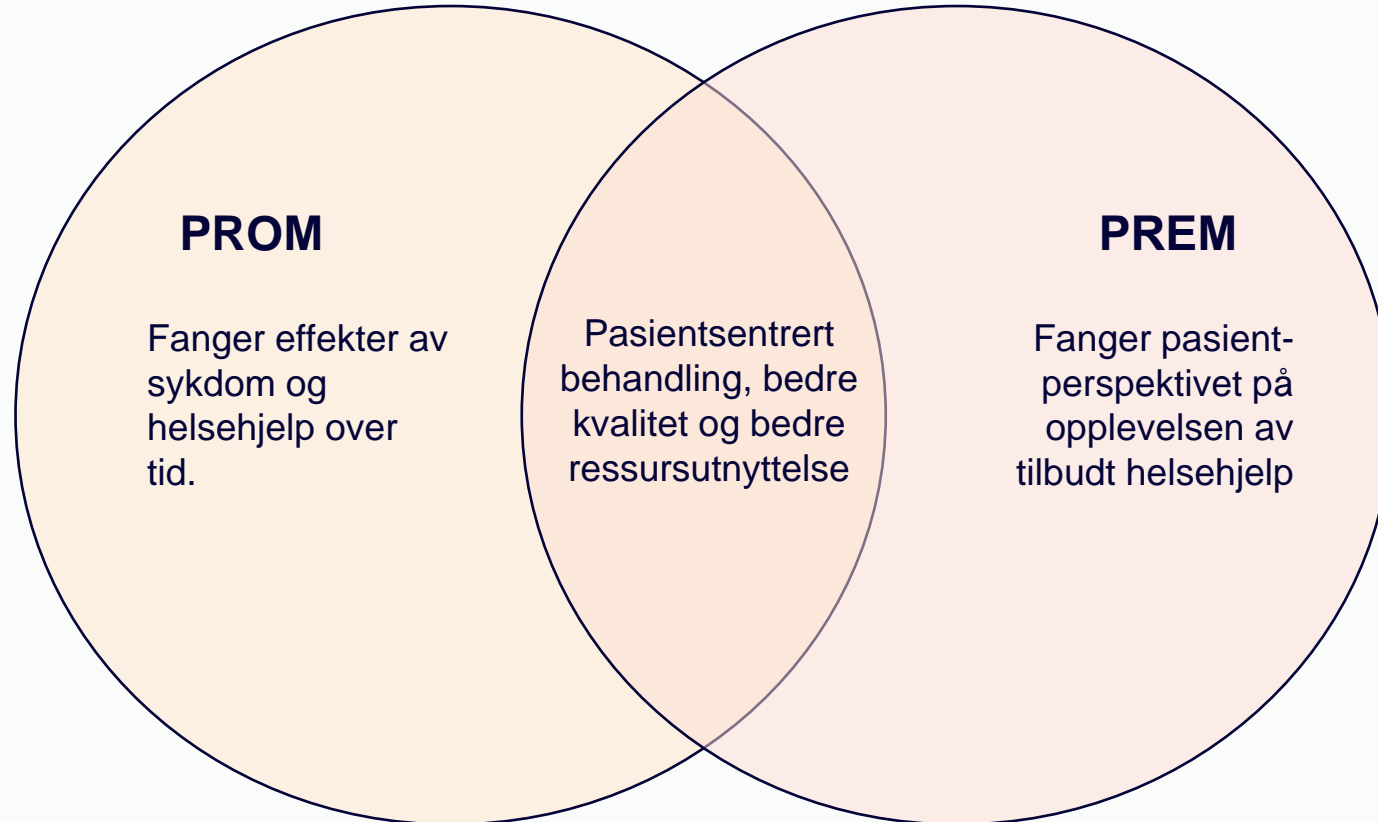 PROM
Fanger effekter av
sykdom og
helsehjelp over
tid.
Pasientsentrert
behandling, bedre
kvalitet og bedre
ressursutnyttelse
PREM
Fanger pasient-
perspektivet på
opplevelsen av
tilbudt helsehjelp